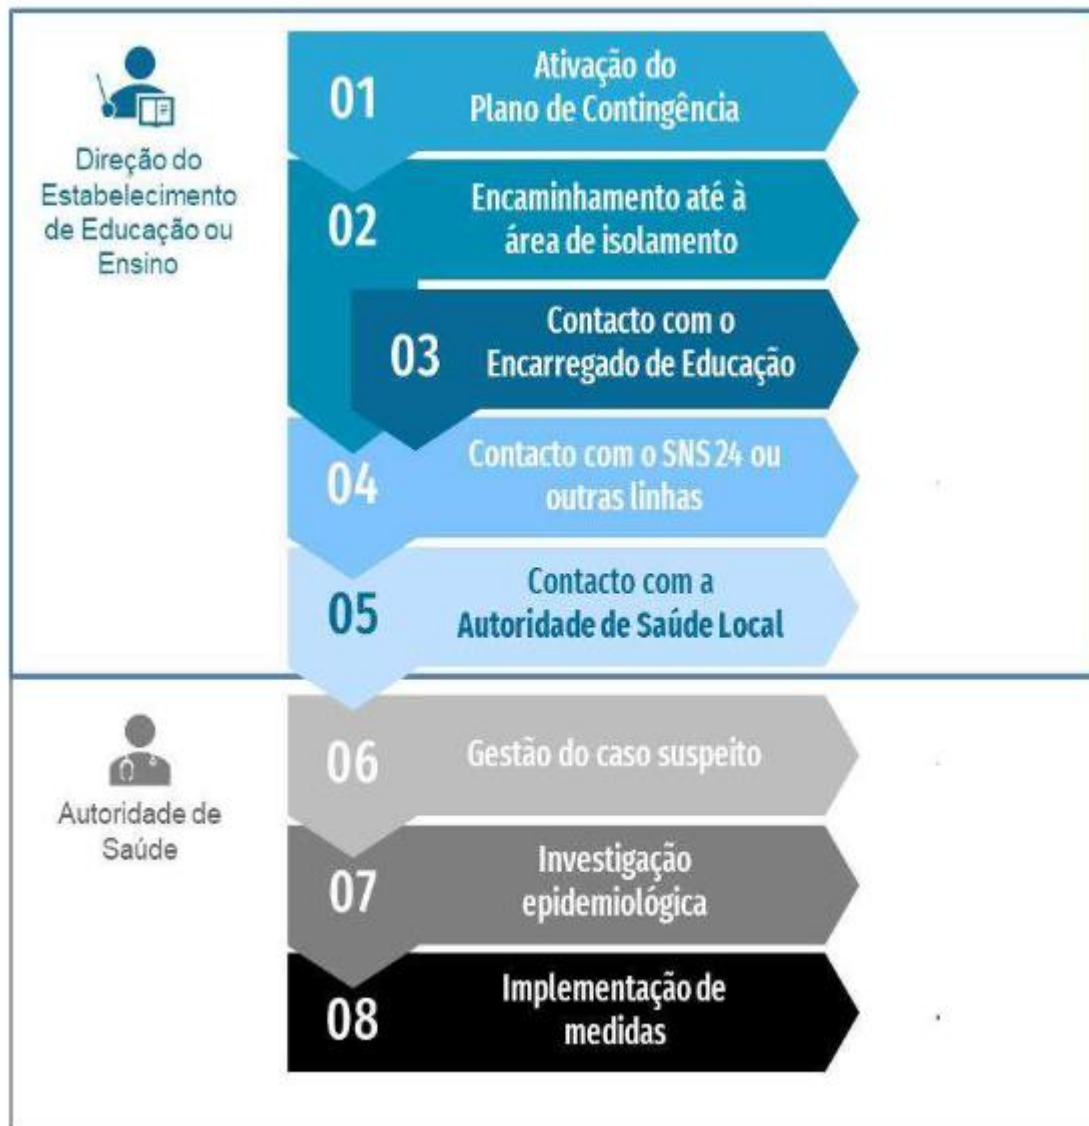 Direção do
Estabelecimento
de Educação ou
Ensino
01
Ativação do
Plano de Contingência
02
Encaminhamento até à
área de isolamento
03
Contacto com o
Encarregado de Educação
04
Contacto com o SNS 24 ou
outras linhas
05
Contacto com a
Autoridade de Saúde Local
Autoridade de
Saúde
06
Gestão do caso suspeito
07
Investigação
epidemiológica
08
Implementação de
medidas